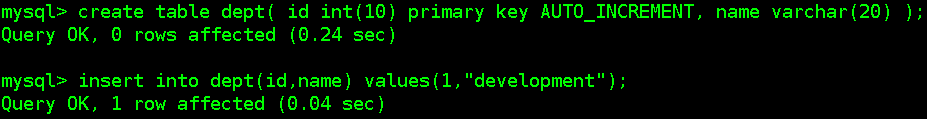 mysql> create table dept( id int(10) primary key AUTO_INCREMENT, name varchar(20) );
Query OK, 0 rows affected (0.24 sec)
mysql> insert into dept(id,name) values(1,"development");
Query OK, 1 row affected (0.04 sec)